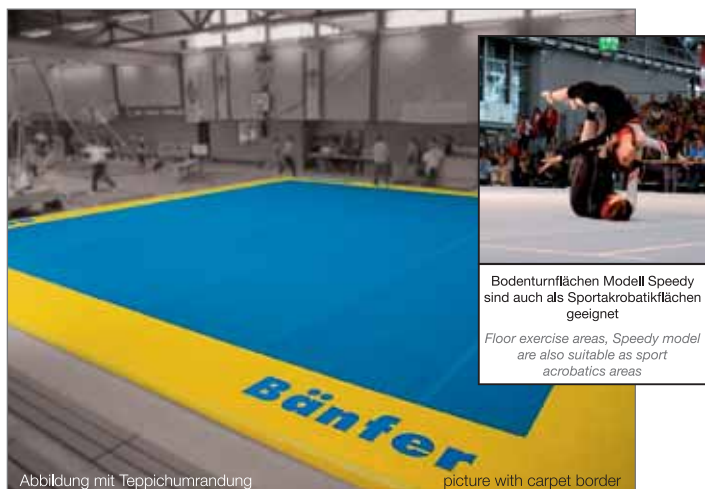 Bänfer
Abbildung mit Teppichumrandung
picture with carpet border
Bodenturnflächen Modell Speedy
sind auch als Sportakrobatikflächen
geeignet
Floor exercise areas, Speedy model
are also suitable as sport
acrobatics areas